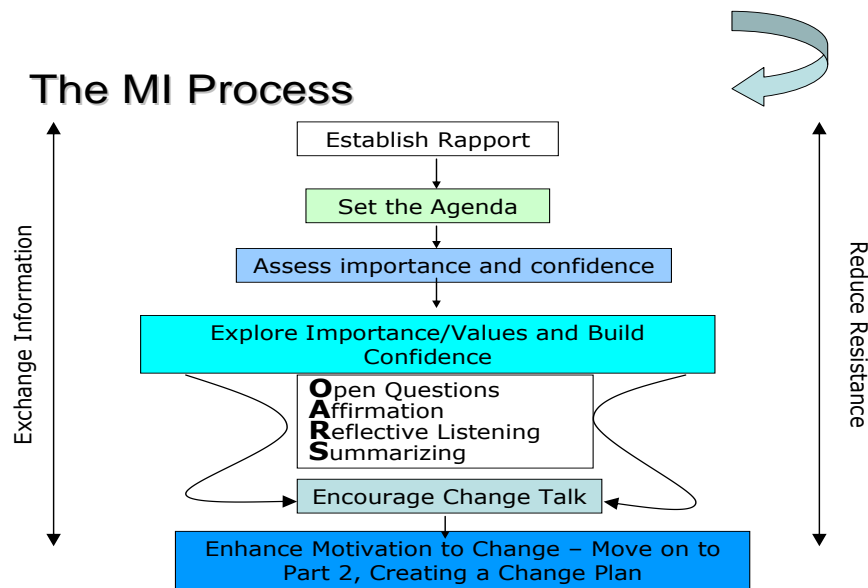 The MI Process
Establish Rapport
Set the Agenda
Assess importance and confidence
Explore Importance/Values and Build
Confidence
Open Questions
Affirmation
Reflective Listening
Summarizing
Encourage Change Talk
Enhance Motivation to Change – Move on to
Part 2, Creating a Change Plan
Exchange Information
Reduce Resistance